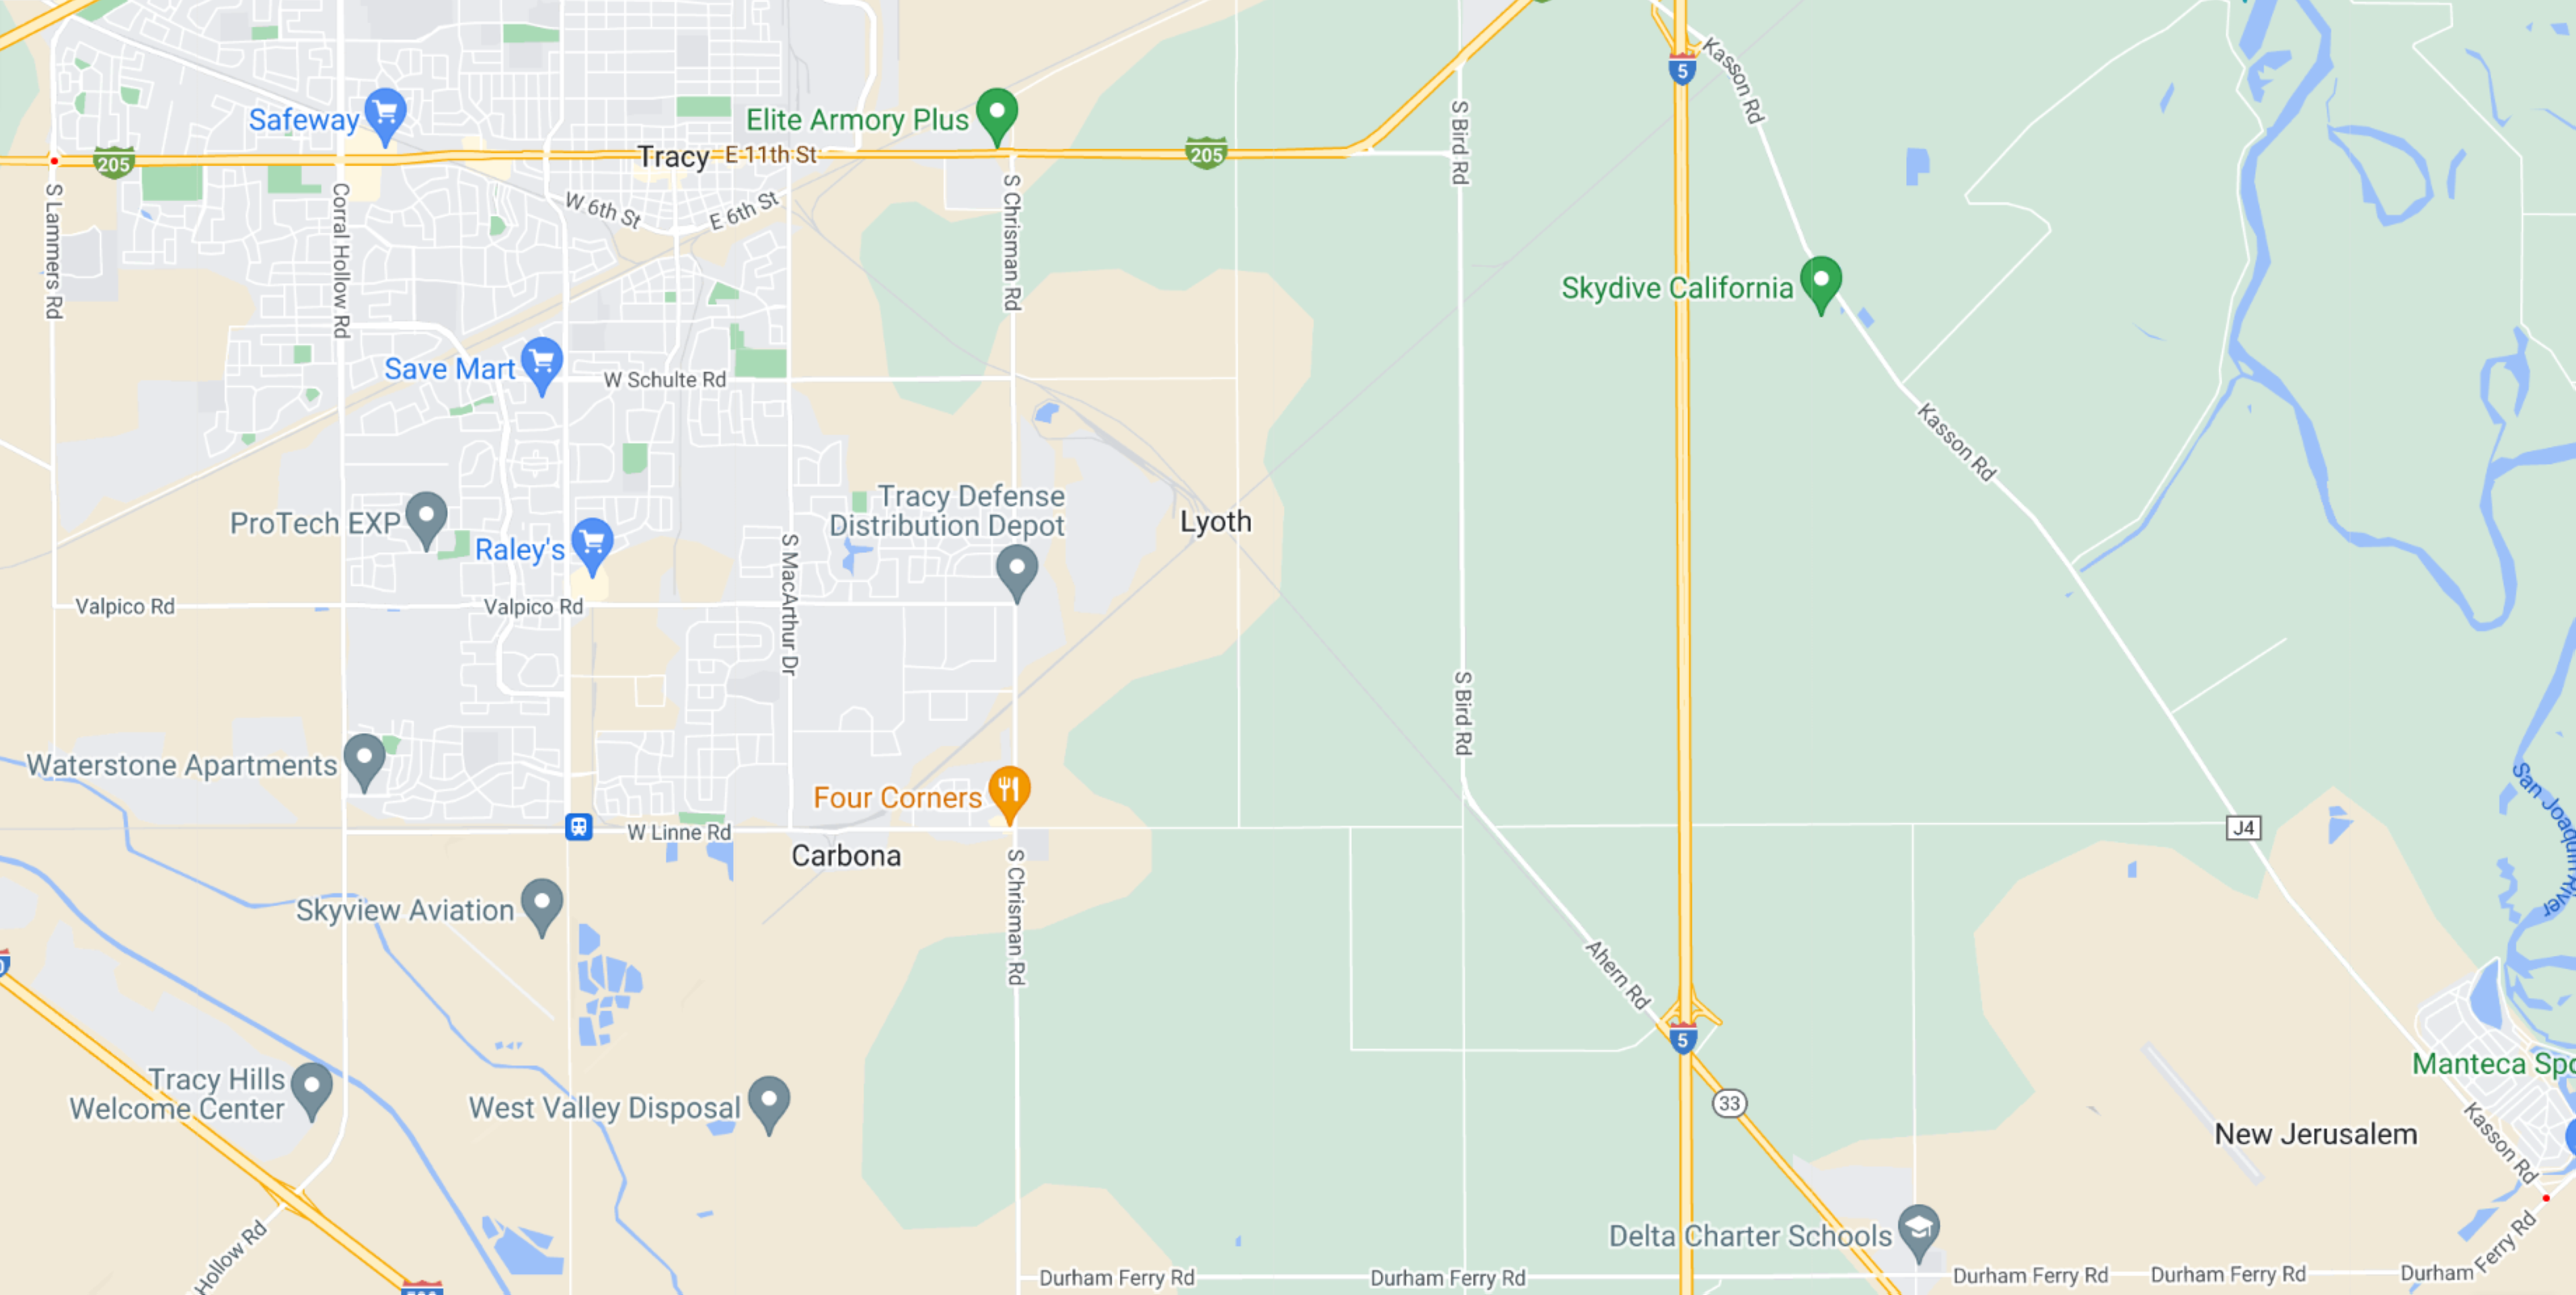 5
Kasson Rd
Safeway
Elite Armory Plus
S Bird Rd
205
Tracy
E 11th St
205
S Lammers Rd
Corral Hollow Rd
W 6th St
E 6th St
S Chrisman Rd
Skydive California
Save Mart
W Schulte Rd
Kasson Rd
Tracy Defense
Distribution Depot
ProTech EXP
Raley's
Lyoth
S MacArthur Dr
Valpico Rd
Valpico Rd
S Bird Rd
Waterstone Apartments
Four Corners
San Joaquin River
W Linne Rd
J4
Carbona
S Chrisman Rd
Skyview Aviation
Ahern Rd
5
Manteca Spo
Tracy Hills
Welcome Center
West Valley Disposal
33
New Jerusalem
Kasson Rd
Hollow Rd
Delta Charter Schools
Durham Ferry Rd
Durham Ferry Rd
Durham Ferry Rd
Durham Ferry Rd
Durham Ferry Rd